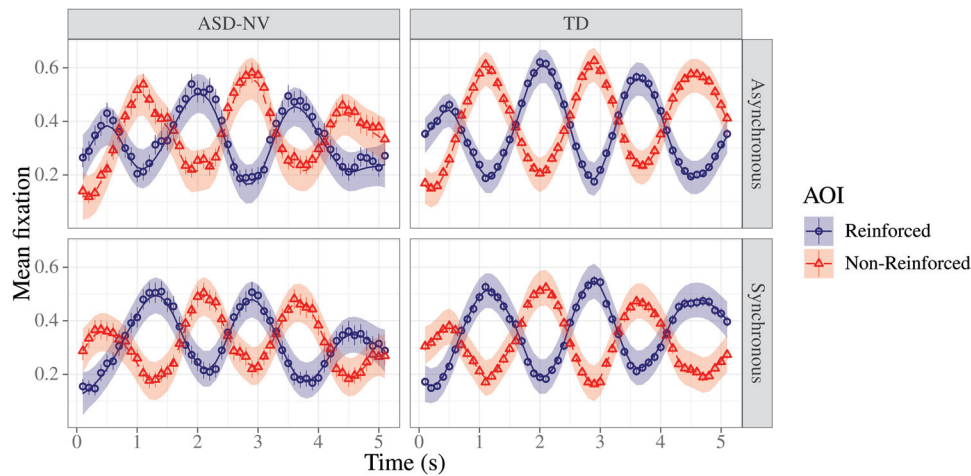 ASD-NV TD
Mean fixation
0.6
0.4
0.2
Asynchronous
0.6
0.4
0.2
Synchronous
0 1 2 3 4 5 0 1 2 3 4 5
Time (s)
AOI
Reinforced
Non-Reinforced